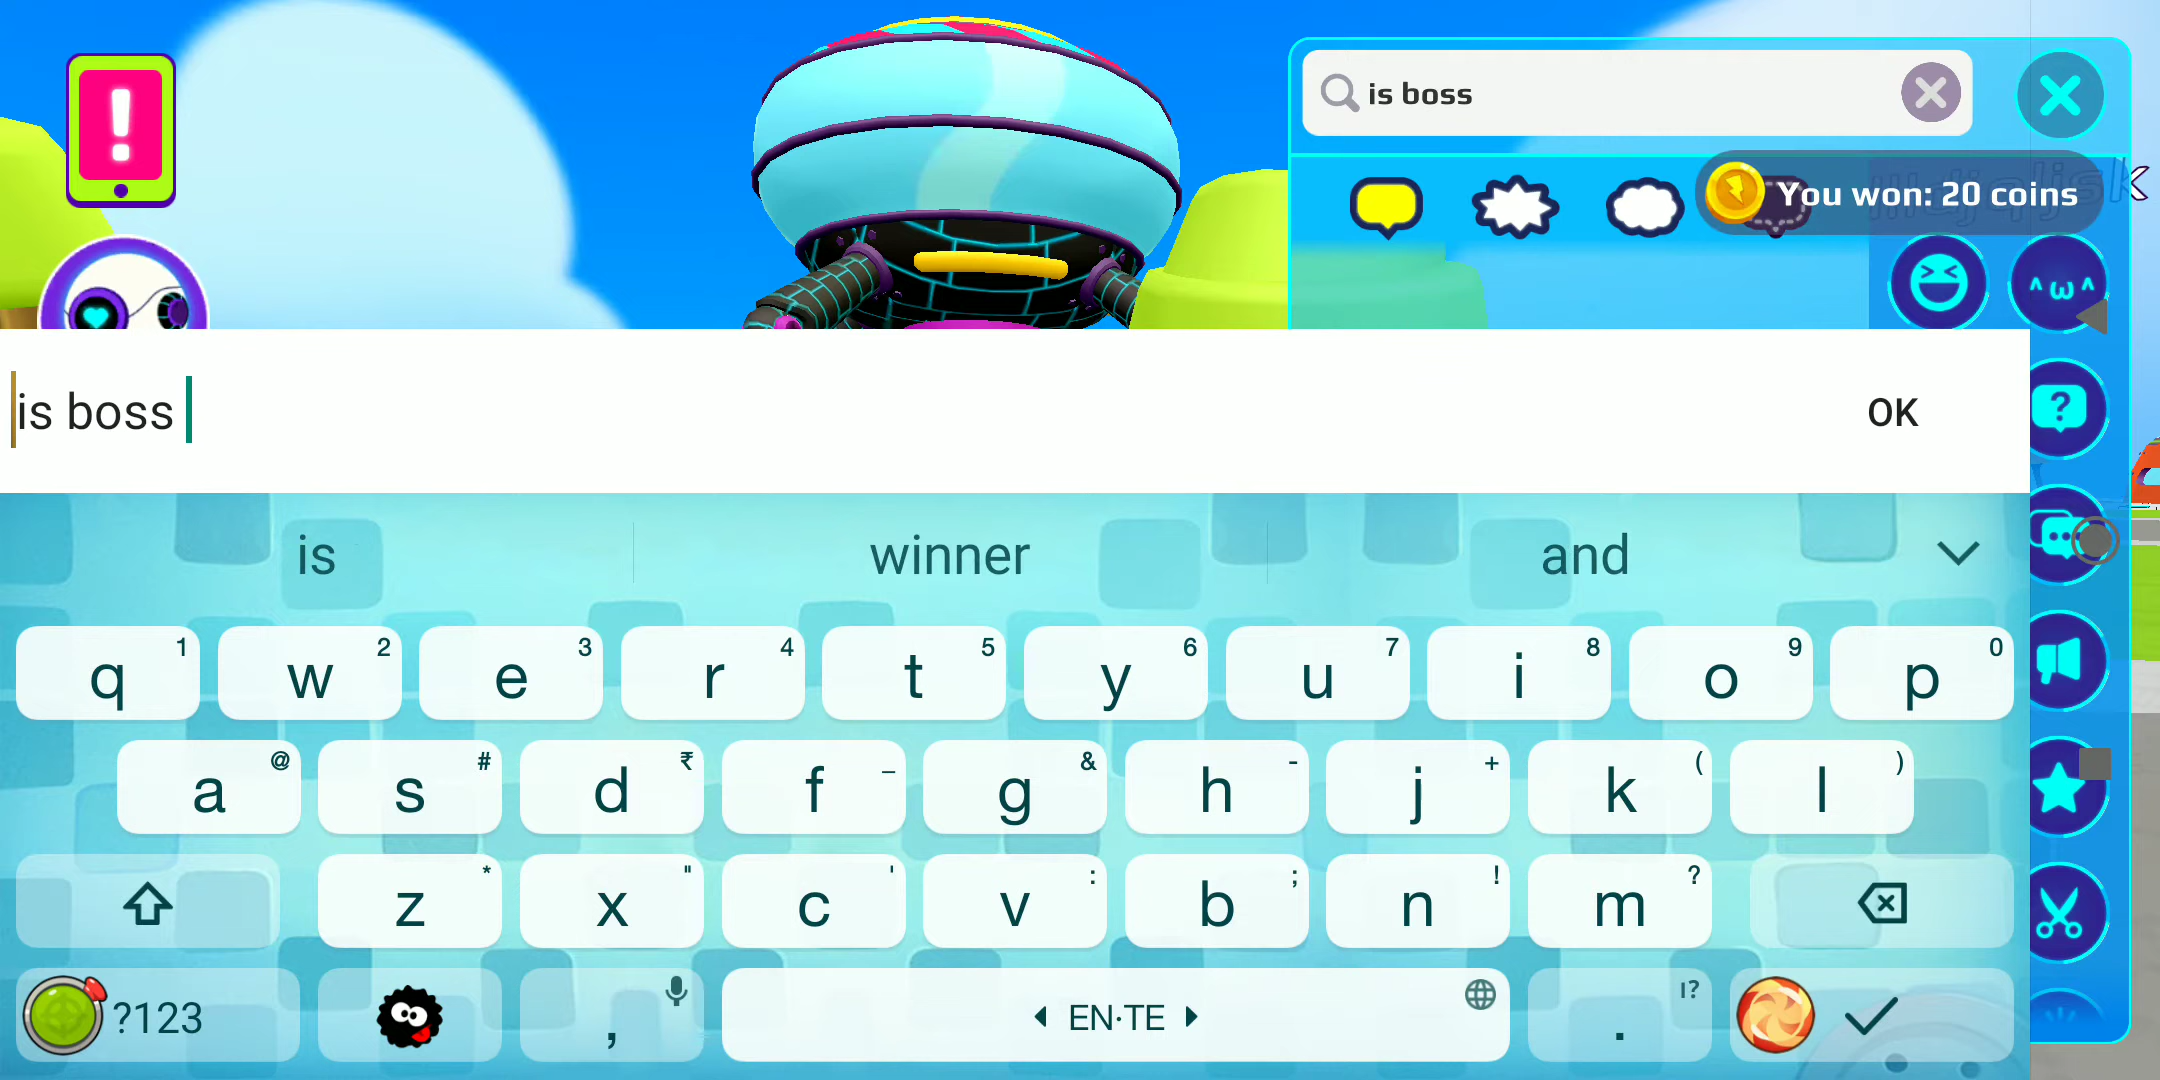 !
is boss
You won: 20 coins
^ω^
?
is boss
OK
is winner and
1 2 3 4 5 6 7 8 9 0
q w e r t y u i o p
@ # ₹ _ & - + ( )
a s d f g h j k l
* " ' : ; ! ?
z x c v b n m
?123 , EN·TE . !?